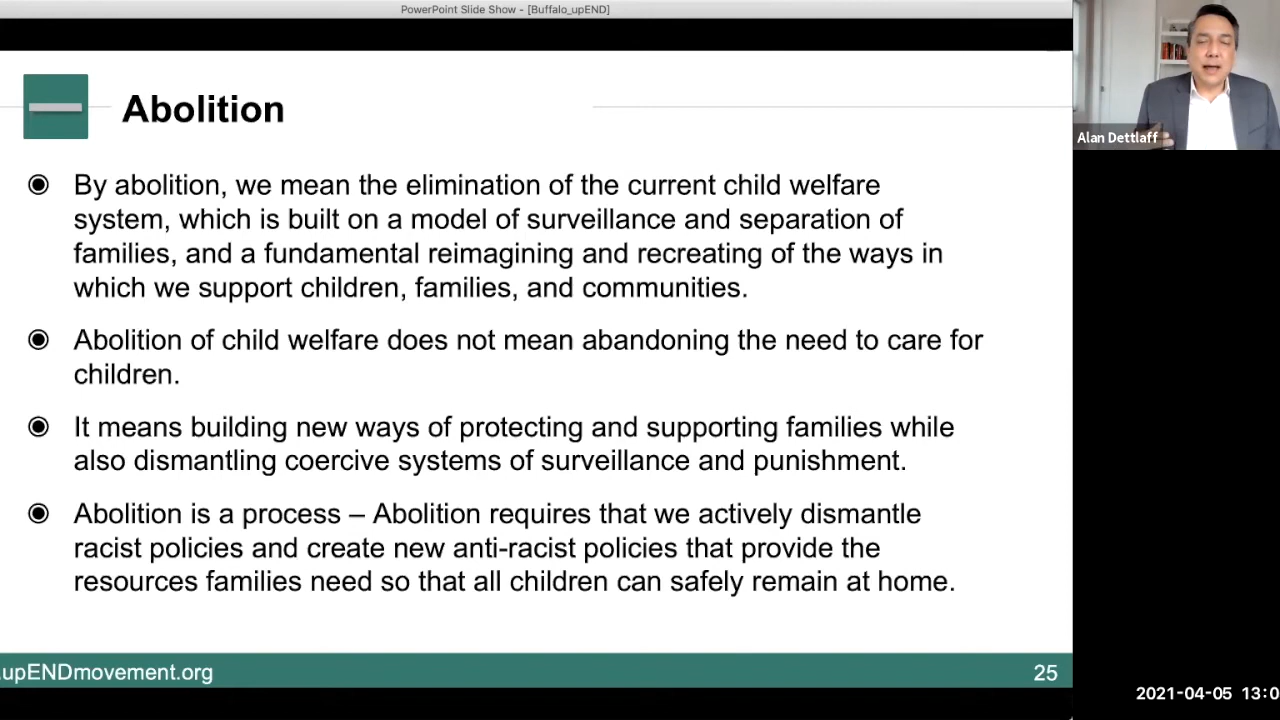 PowerPoint Slide Show - [Buffalo_upEND]
Abolition
By abolition, we mean the elimination of the current child welfare
system, which is built on a model of surveillance and separation of
families, and a fundamental reimagining and recreating of the ways in
which we support children, families, and communities.
Abolition of child welfare does not mean abandoning the need to care for
children.
It means building new ways of protecting and supporting families while
also dismantling coercive systems of surveillance and punishment.
Abolition is a process – Abolition requires that we actively dismantle
racist policies and create new anti-racist policies that provide the
resources families need so that all children can safely remain at home.
.upENDmovement.org
25
Alan Dettlaff
2021-04-05 13:0